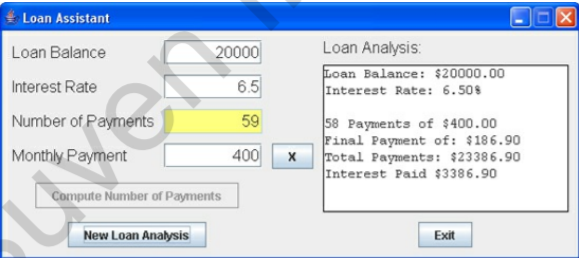 Loan Assistant
Loan Balance 20000
Interest Rate 6.5
Number of Payments 59
Monthly Payment 400 X
Compute Number of Payments
New Loan Analysis
Loan Analysis:
Loan Balance: $20000.00
Interest Rate: 6.50%
58 Payments of $400.00
Final Payment of: $186.90
Total Payments: $23386.90
Interest Paid $3386.90
Exit